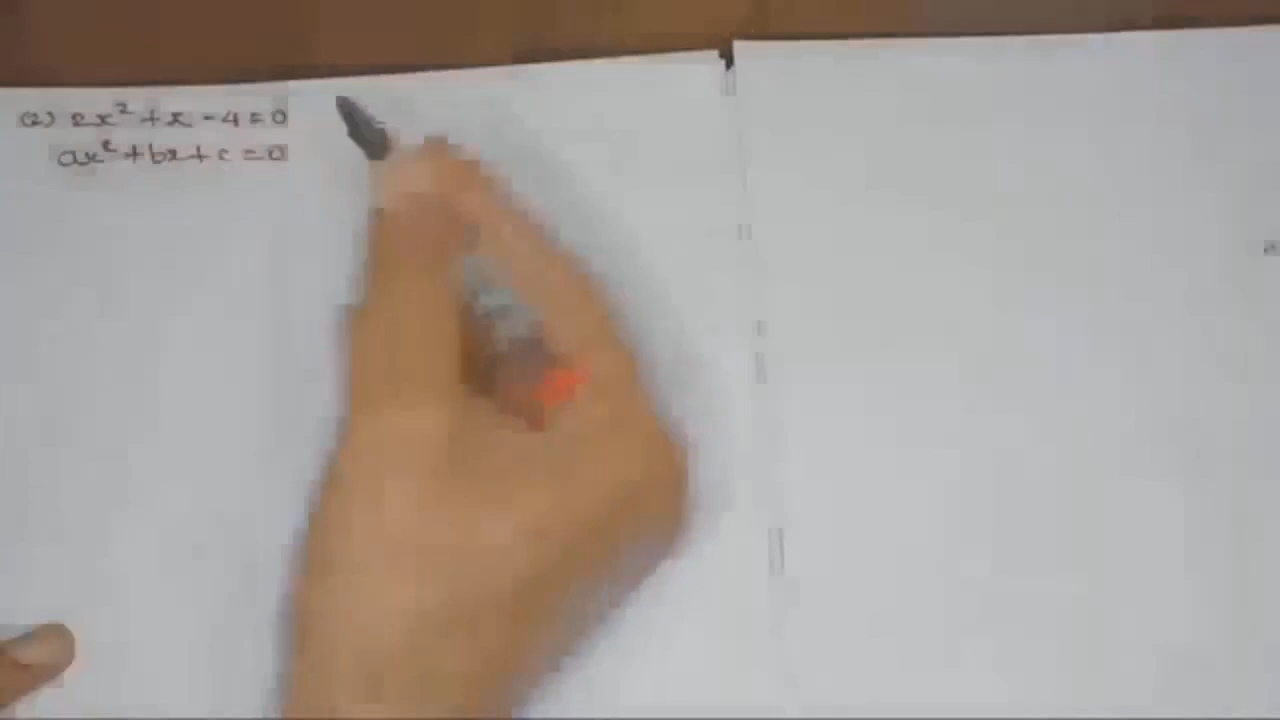 (2) 2x² + x - 4 = 0
ax² + bx + c = 0